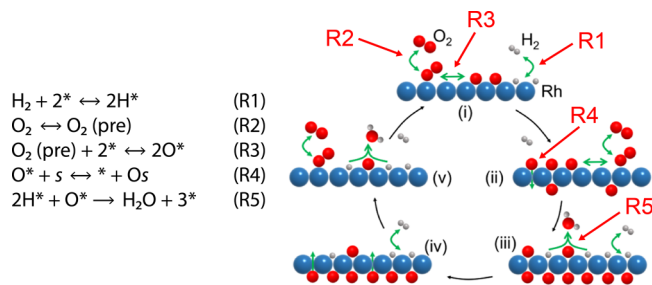 H₂ + 2* ↔ 2H* (R1)
O₂ ↔ O₂ (pre) (R2)
O₂ (pre) + 2* ↔ 2O* (R3)
O* + s ↔ * + Os (R4)
2H* + O* → H₂O + 3* (R5)
R3
R2
O₂
H₂
R1
Rh
(i)
R4
(v)
(ii)
R5
(iv)
(iii)